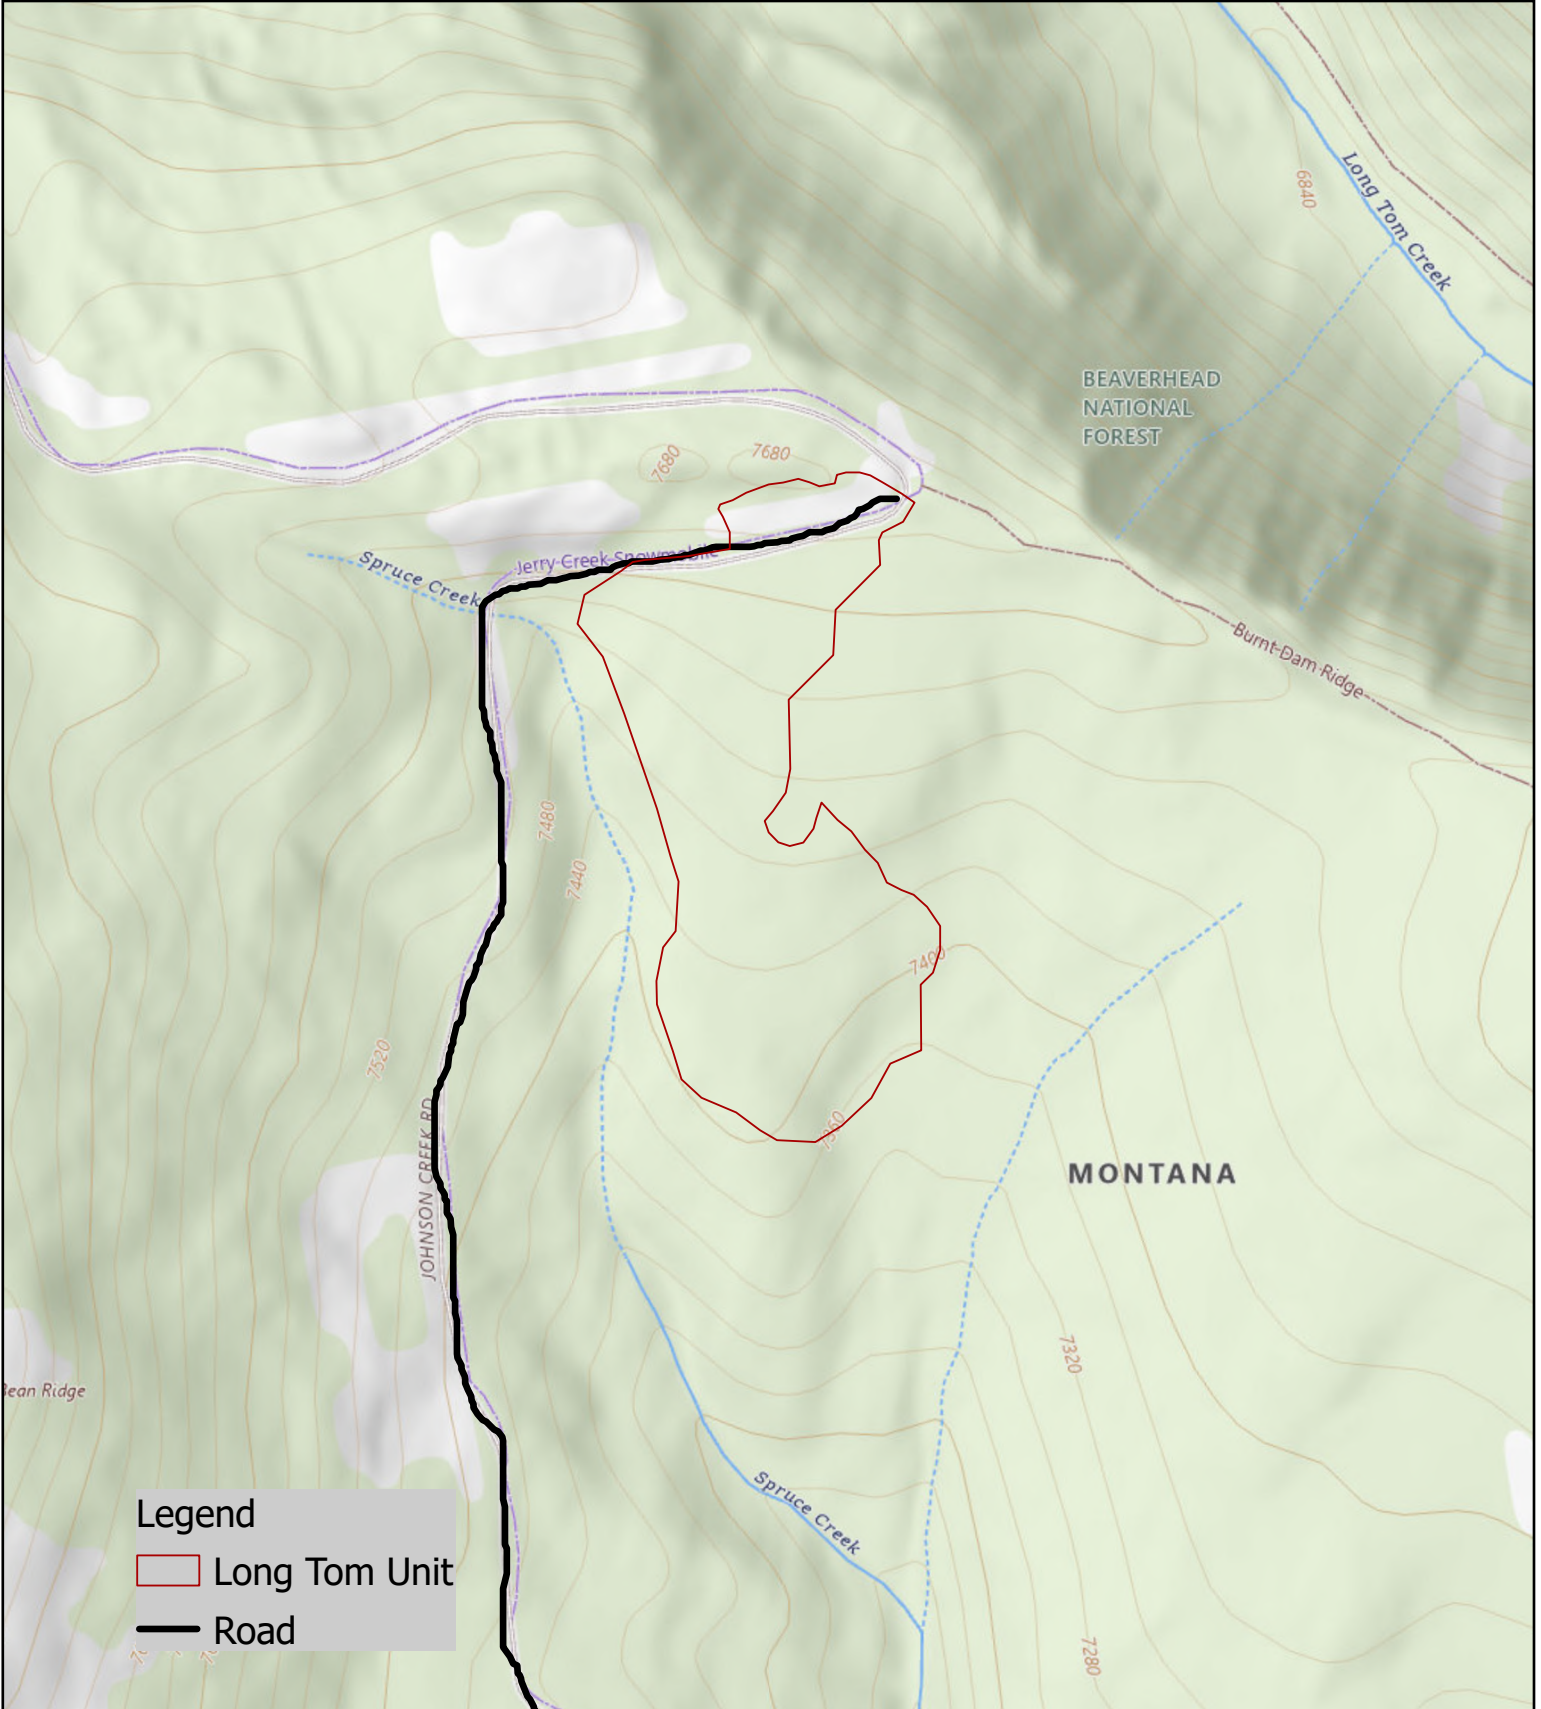 Long Tom Creek
6840
BEAVERHEAD
NATIONAL
FOREST
7680
7680
Jerry Creek Snowmobile
Spruce Creek
Burnt Dam Ridge
7480
7440
7400
7520
7360
JOHNSON CREEK RD
MONTANA
7320
Bean Ridge
Spruce Creek
Legend
Long Tom Unit
Road
7280